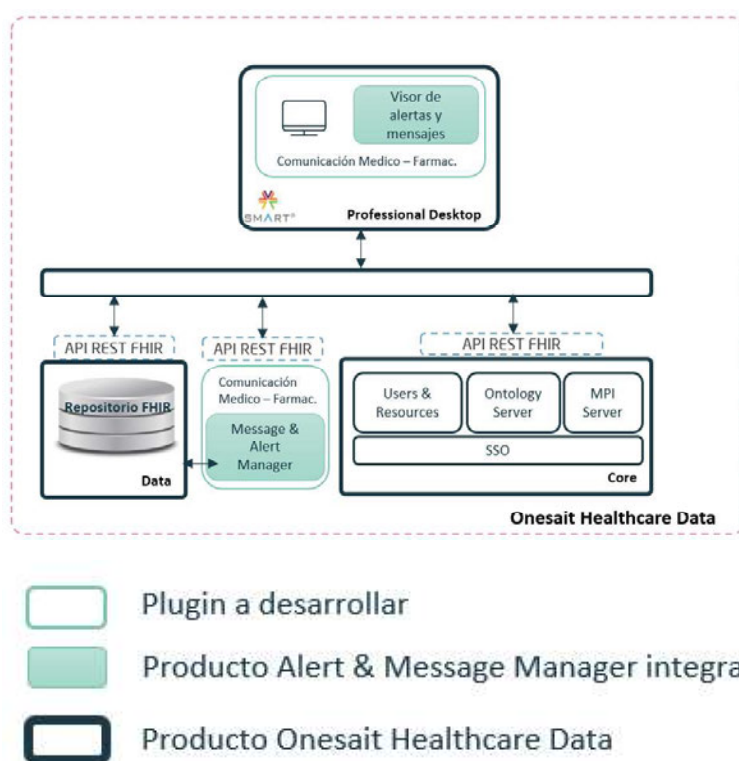 Visor de
alertas y
mensajes
Comunicación Medico – Farmac.
SMART®
Professional Desktop
API REST FHIR
API REST FHIR
API REST FHIR
Repositorio FHIR
Data
Comunicación
Medico – Farmac.
Message &
Alert
Manager
Users &
Resources
Ontology
Server
MPI
Server
SSO
Core
Onesait Healthcare Data
Plugin a desarrollar
Producto Alert & Message Manager integra
Producto Onesait Healthcare Data